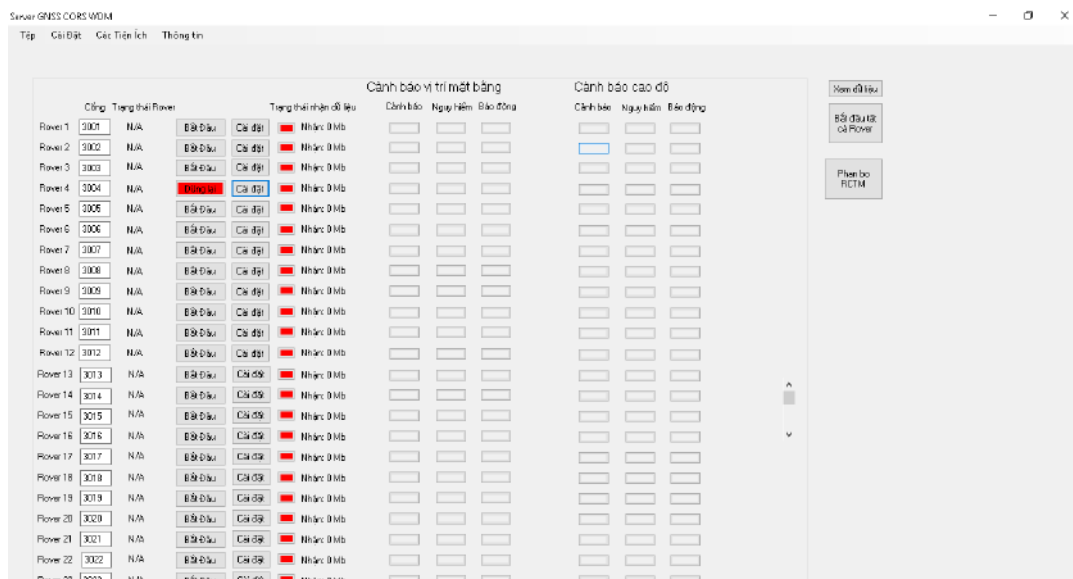 Server GNSS CORS WDM
Tệp Cài Đặt Các Tiện Ích Thông tin
Cảnh báo vị trí mặt bằng Cảnh báo cao độ Xem dữ liệu
Cổng Trạng thái Rover Trạng thái nhận dữ liệu Cảnh báo Nguy hiểm Báo động Cảnh báo Nguy hiểm Báo động
Bắt đầu tất cả Rover
Rover 1 3001 N/A Bắt Đầu Cài đặt Nhận: 0 Mb
Rover 2 3002 N/A Bắt Đầu Cài đặt Nhận: 0 Mb
Rover 3 3003 N/A Bắt Đầu Cài đặt Nhận: 0 Mb
Phan bo RCTM
Rover 4 3004 N/A Dừng lại Cài đặt Nhận: 0 Mb
Rover 5 3005 N/A Bắt Đầu Cài đặt Nhận: 0 Mb
Rover 6 3006 N/A Bắt Đầu Cài đặt Nhận: 0 Mb
Rover 7 3007 N/A Bắt Đầu Cài đặt Nhận: 0 Mb
Rover 8 3008 N/A Bắt Đầu Cài đặt Nhận: 0 Mb
Rover 9 3009 N/A Bắt Đầu Cài đặt Nhận: 0 Mb
Rover 10 3010 N/A Bắt Đầu Cài đặt Nhận: 0 Mb
Rover 11 3011 N/A Bắt Đầu Cài đặt Nhận: 0 Mb
Rover 12 3012 N/A Bắt Đầu Cài đặt Nhận: 0 Mb
Rover 13 3013 N/A Bắt Đầu Cài đặt Nhận: 0 Mb
Rover 14 3014 N/A Bắt Đầu Cài đặt Nhận: 0 Mb
Rover 15 3015 N/A Bắt Đầu Cài đặt Nhận: 0 Mb
Rover 16 3016 N/A Bắt Đầu Cài đặt Nhận: 0 Mb
Rover 17 3017 N/A Bắt Đầu Cài đặt Nhận: 0 Mb
Rover 18 3018 N/A Bắt Đầu Cài đặt Nhận: 0 Mb
Rover 19 3019 N/A Bắt Đầu Cài đặt Nhận: 0 Mb
Rover 20 3020 N/A Bắt Đầu Cài đặt Nhận: 0 Mb
Rover 21 3021 N/A Bắt Đầu Cài đặt Nhận: 0 Mb
Rover 22 3022 N/A Bắt Đầu Cài đặt Nhận: 0 Mb